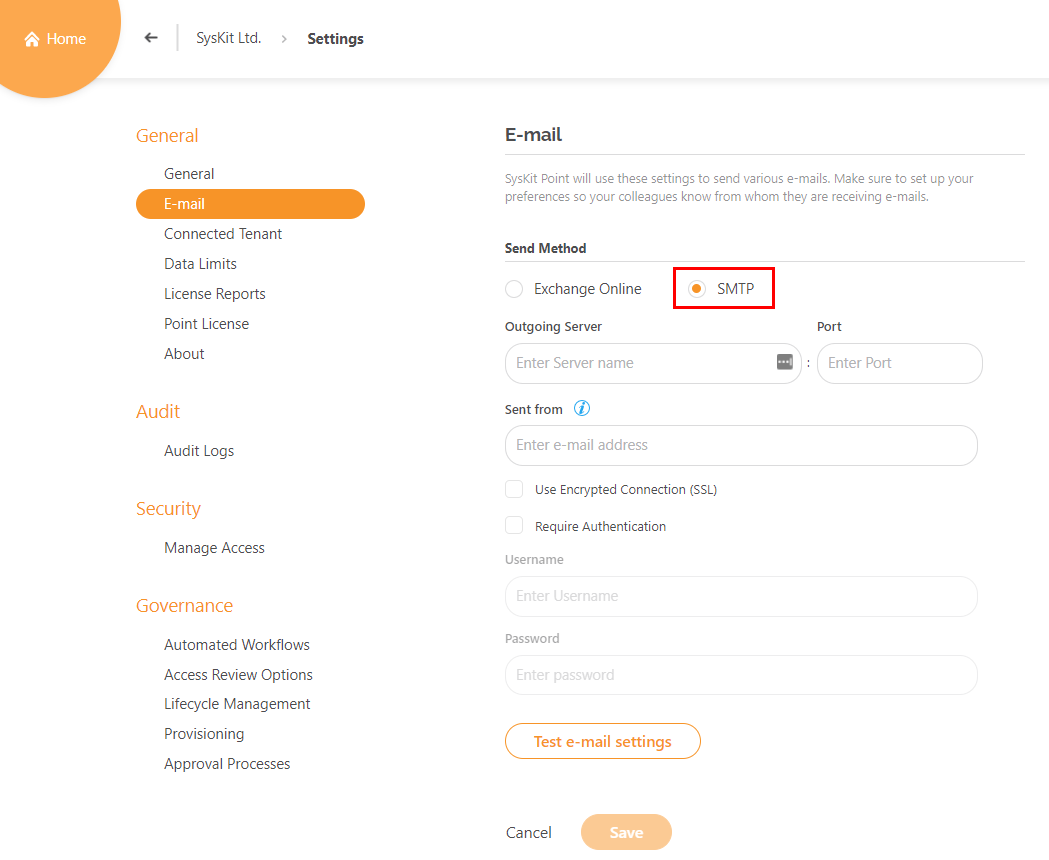 Home
SysKit Ltd. > Settings
General
General
E-mail
Connected Tenant
Data Limits
License Reports
Point License
About
Audit
Audit Logs
Security
Manage Access
Governance
Automated Workflows
Access Review Options
Lifecycle Management
Provisioning
Approval Processes
E-mail
SysKit Point will use these settings to send various e-mails. Make sure to set up your
preferences so your colleagues know from whom they are receiving e-mails.
Send Method
Exchange Online SMTP
Outgoing Server Port
Enter Server name : Enter Port
Sent from i
Enter e-mail address
Use Encrypted Connection (SSL)
Require Authentication
Username
Enter Username
Password
Enter password
Test e-mail settings
Cancel Save